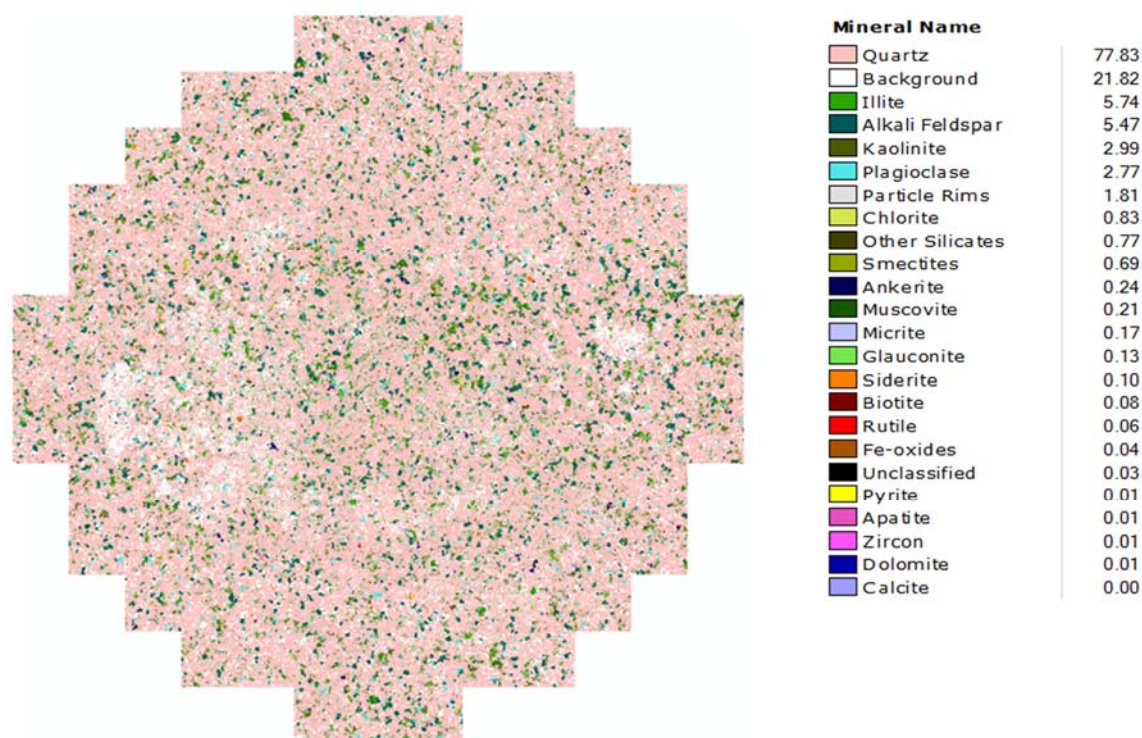 Mineral Name
Quartz 77.83
Background 21.82
Illite 5.74
Alkali Feldspar 5.47
Kaolinite 2.99
Plagioclase 2.77
Particle Rims 1.81
Chlorite 0.83
Other Silicates 0.77
Smectites 0.69
Ankerite 0.24
Muscovite 0.21
Micrite 0.17
Glauconite 0.13
Siderite 0.10
Biotite 0.08
Rutile 0.06
Fe-oxides 0.04
Unclassified 0.03
Pyrite 0.01
Apatite 0.01
Zircon 0.01
Dolomite 0.01
Calcite 0.00